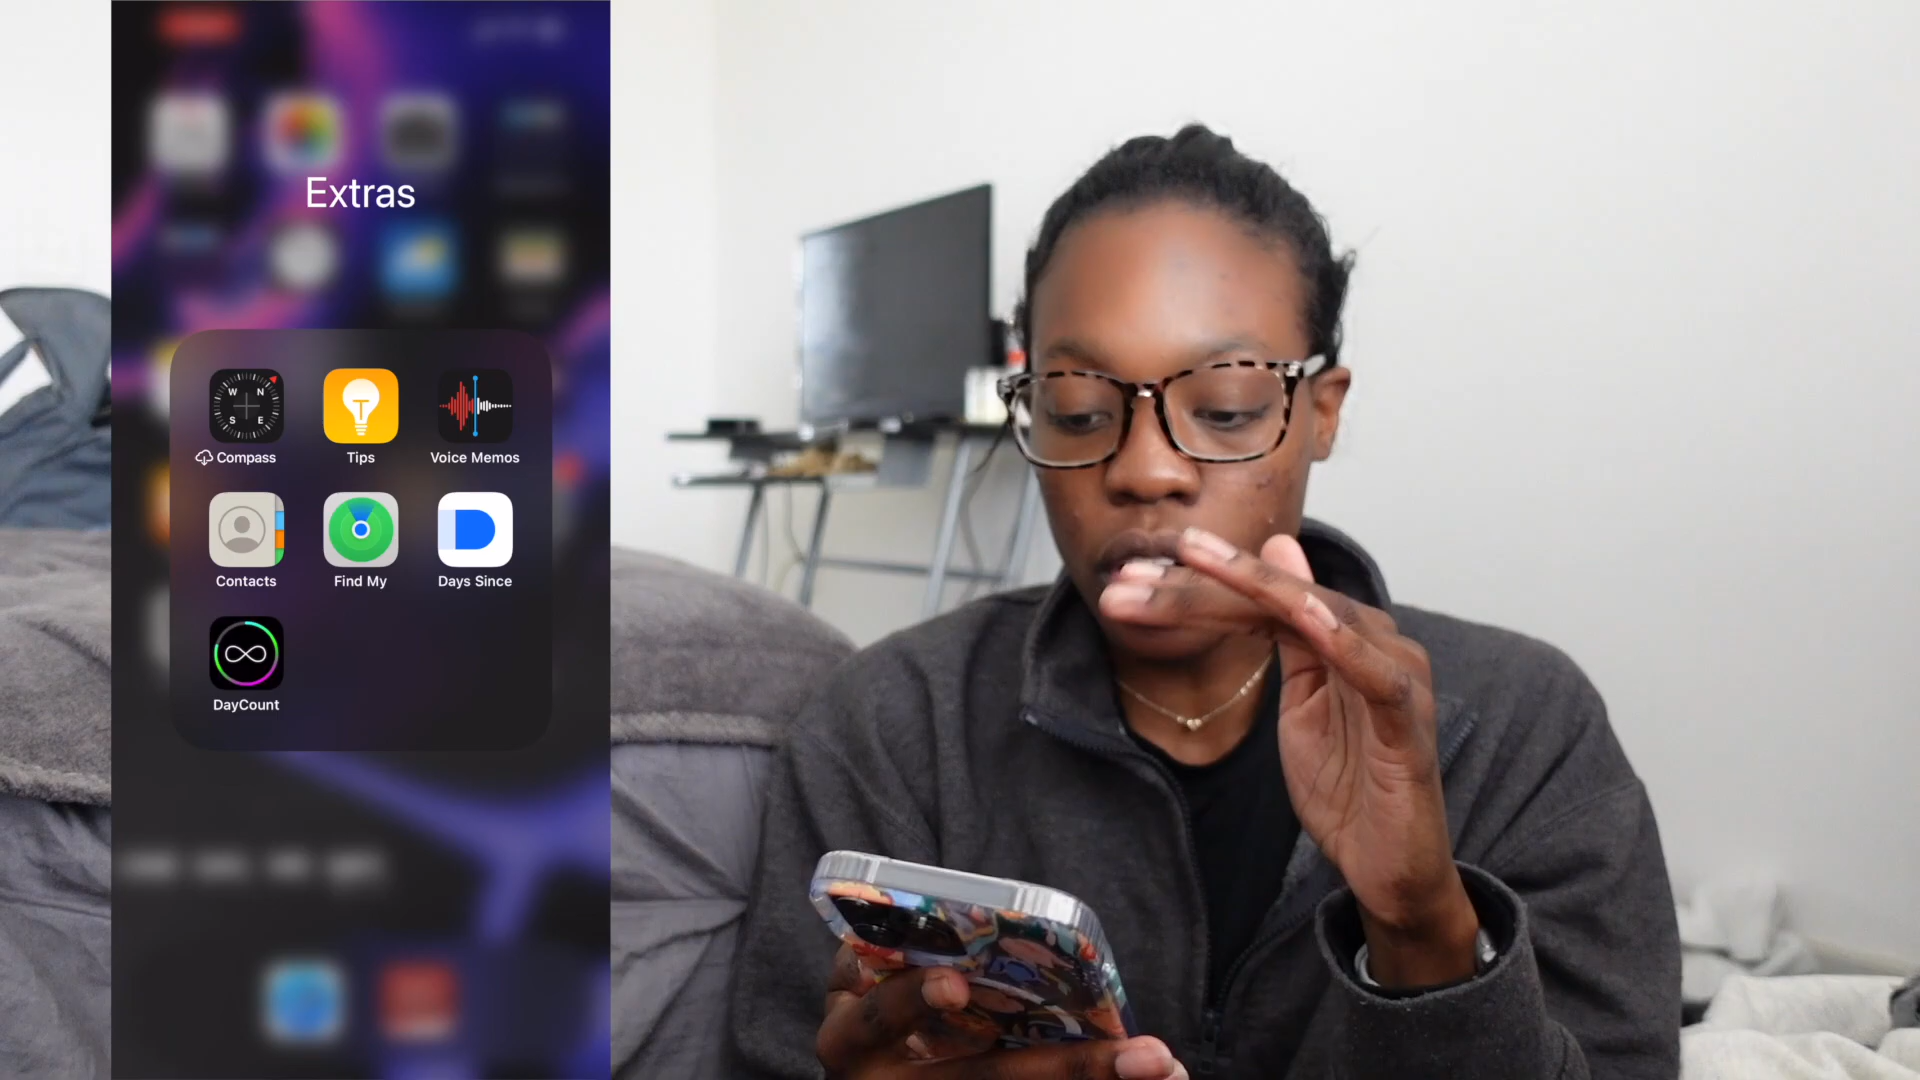 Extras
W N
S E
Compass
Tips
Voice Memos
Contacts
Find My
Days Since
DayCount